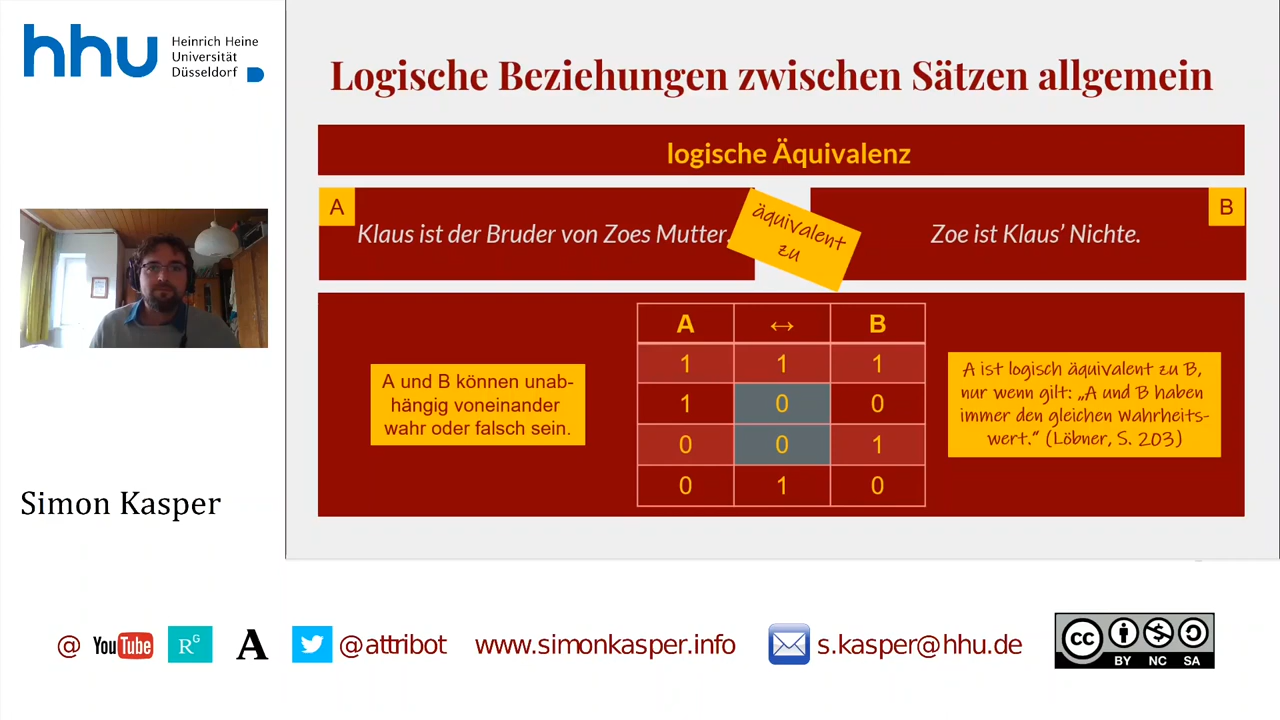 hhu
Heinrich Heine
Universität
Düsseldorf
Logische Beziehungen zwischen Sätzen allgemein
logische Äquivalenz
A
Klaus ist der Bruder von Zoes Mutter.
äquivalent
zu
B
Zoe ist Klaus’ Nichte.
A und B können unab-
hängig voneinander
wahr oder falsch sein.
A ↔ B
1 1 1
1 0 0
0 0 1
0 1 0
A ist logisch äquivalent zu B,
nur wenn gilt: „A und B haben
immer den gleichen Wahrheits-
wert.“ (Löbner, S. 203)
Simon Kasper
@ YouTube RG A @attribot www.simonkasper.info s.kasper@hhu.de
cc BY NC SA